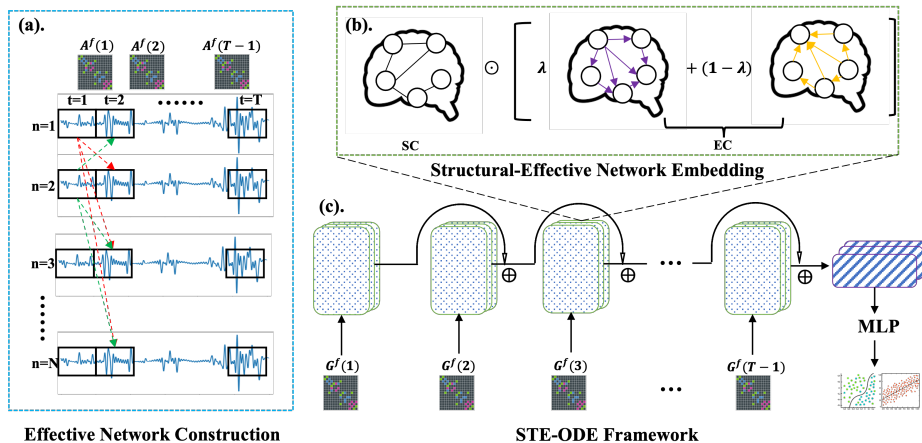 (a).
A^f(1) A^f(2) A^f(T−1)
t=1 t=2 ...... t=T
n=1
n=2
n=3
n=N
Effective Network Construction
(b).
⊙ λ + (1 − λ)
SC EC
Structural-Effective Network Embedding
(c).
⊕ ⊕ ... ⊕
MLP
G^f(1) G^f(2) G^f(3) G^f(T−1)
...
STE-ODE Framework